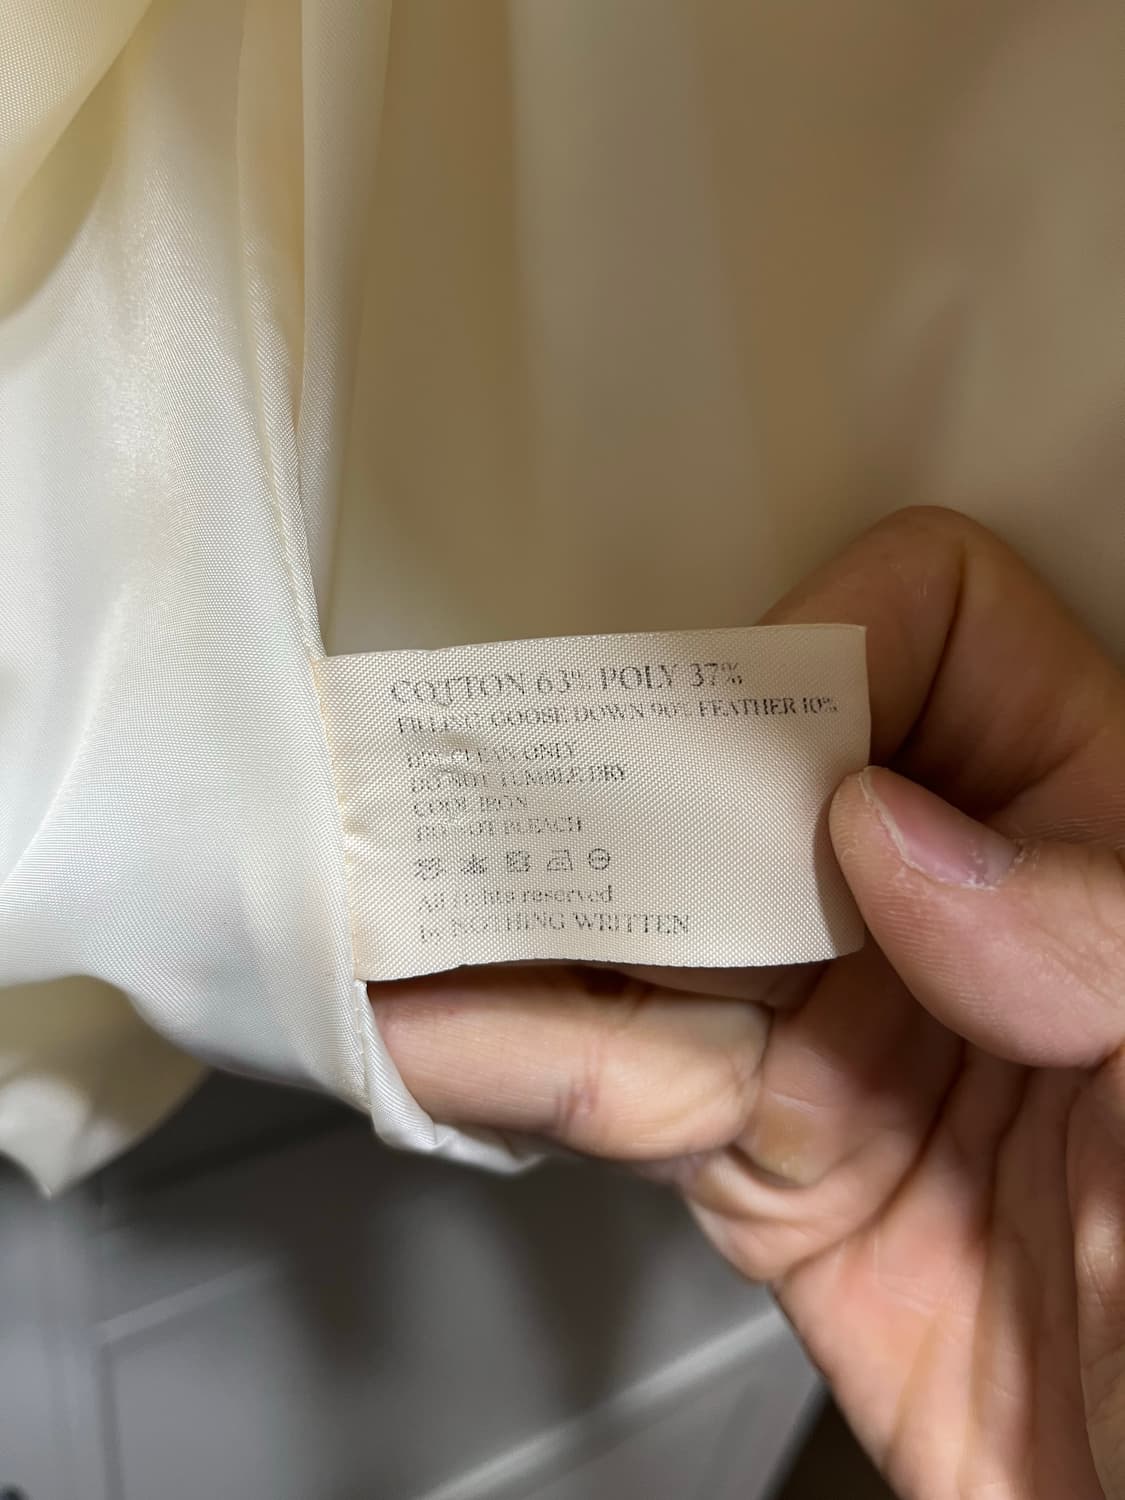 COTTON 63% POLY 37%
FILLING GOOSE DOWN 90% FEATHER 10%
DRY CLEAN ONLY
DO NOT TUMBLE DRY
COOL IRON
DO NOT BLEACH
All rights reserved
by NOTHING WRITTEN